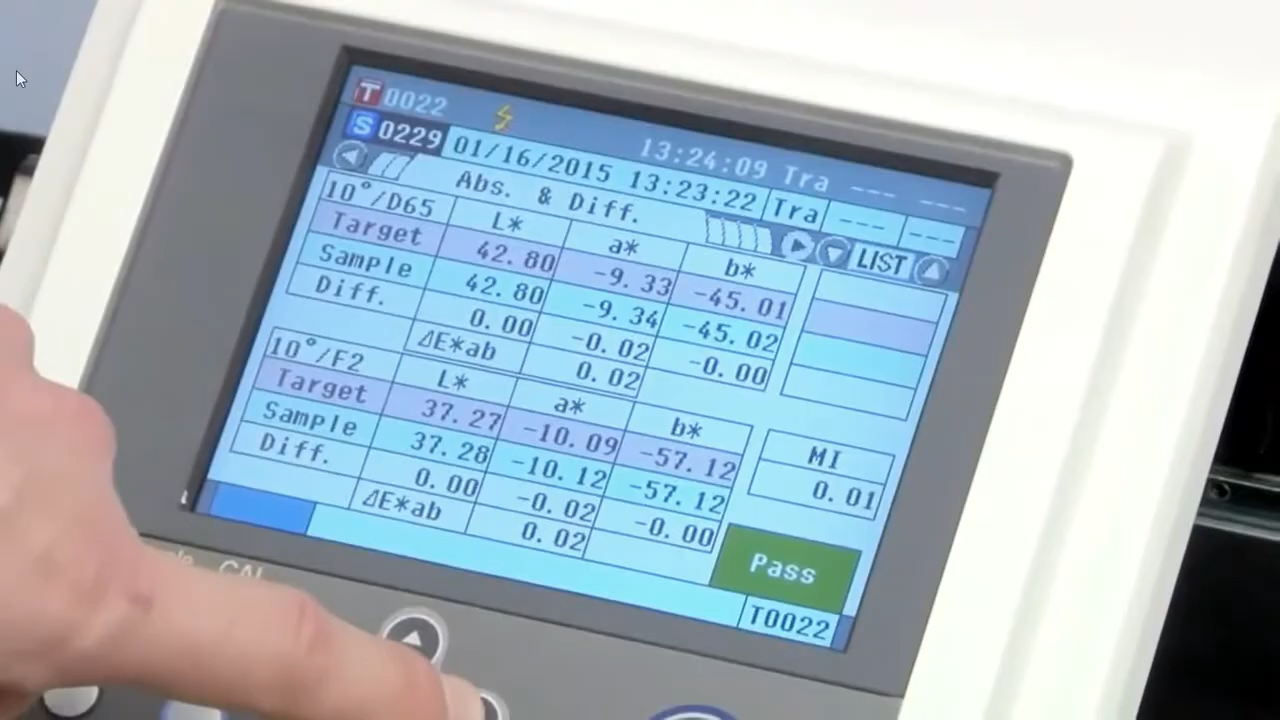 T 0022 13:24:09 Tra --- ---
S 0229 01/16/2015 13:23:22 Tra --- ---
Abs. & Diff. LIST
10°/D65 L* a* b*
Target 42.80 -9.33 -45.01
Sample 42.80 -9.34 -45.02
Diff. 0.00 -0.02 -0.00
ΔE*ab 0.02
10°/F2 L* a* b*
Target 37.27 -10.09 -57.12
Sample 37.28 -10.12 -57.12
Diff. 0.00 -0.02 -0.00
ΔE*ab 0.02
MI
0.01
Pass
T0022
CAL